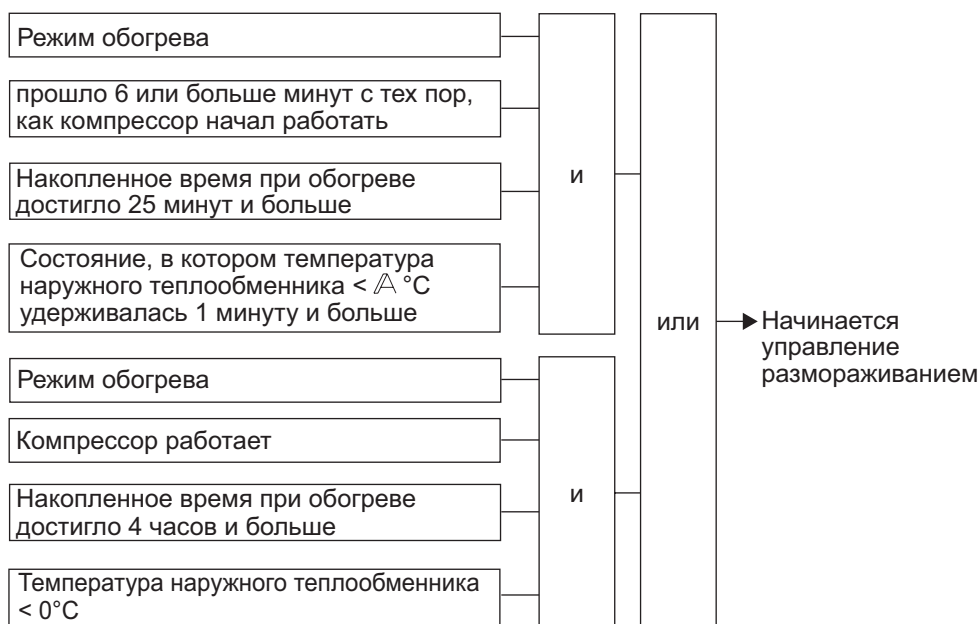 Режим обогрева
прошло 6 или больше минут с тех пор,
как компрессор начал работать
Накопленное время при обогреве
достигло 25 минут и больше
Состояние, в котором температура
наружного теплообменника < A °C
удерживалась 1 минуту и больше
и
Режим обогрева
Компрессор работает
Накопленное время при обогреве
достигло 4 часов и больше
Температура наружного теплообменника
< 0°C
и
или
Начинается
управление
размораживанием